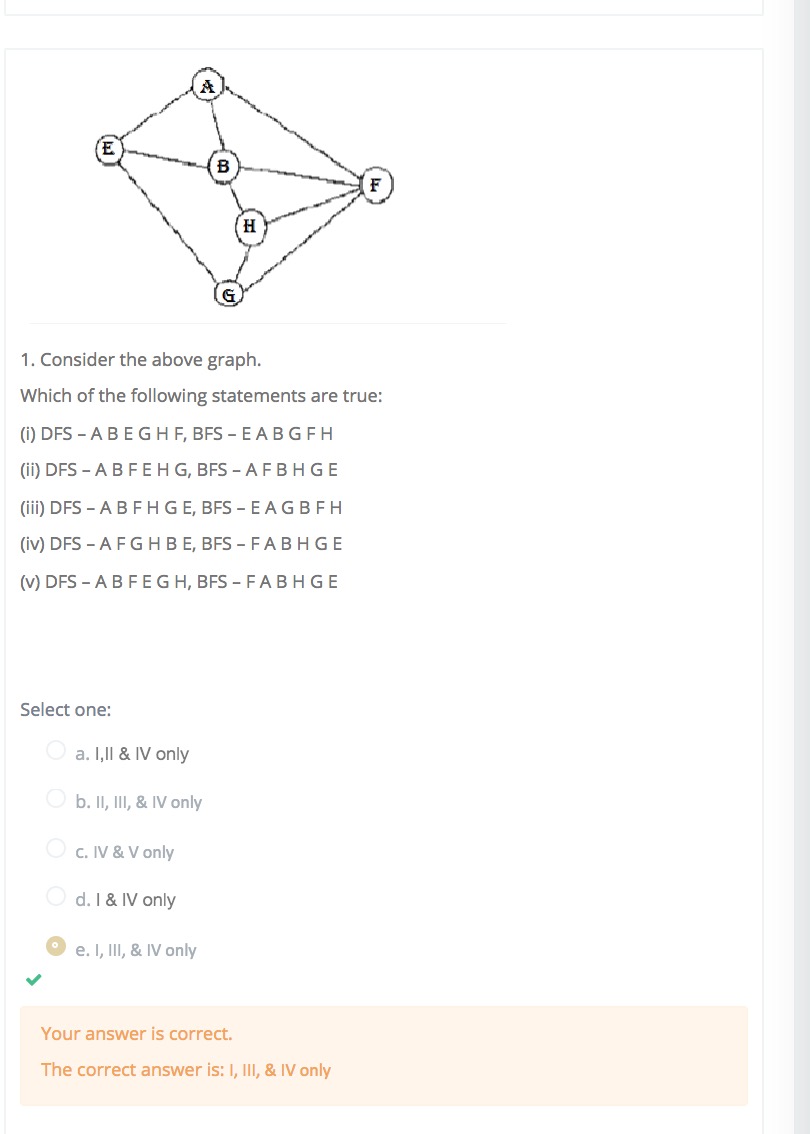 A
E
B
F
H
G
1. Consider the above graph.
Which of the following statements are true:
(i) DFS – A B E G H F, BFS – E A B G F H
(ii) DFS – A B F E H G, BFS – A F B H G E
(iii) DFS – A B F H G E, BFS – E A G B F H
(iv) DFS – A F G H B E, BFS – F A B H G E
(v) DFS – A B F E G H, BFS – F A B H G E
Select one:
a. I,II & IV only
b. II, III, & IV only
c. IV & V only
d. I & IV only
e. I, III, & IV only
Your answer is correct.
The correct answer is: I, III, & IV only